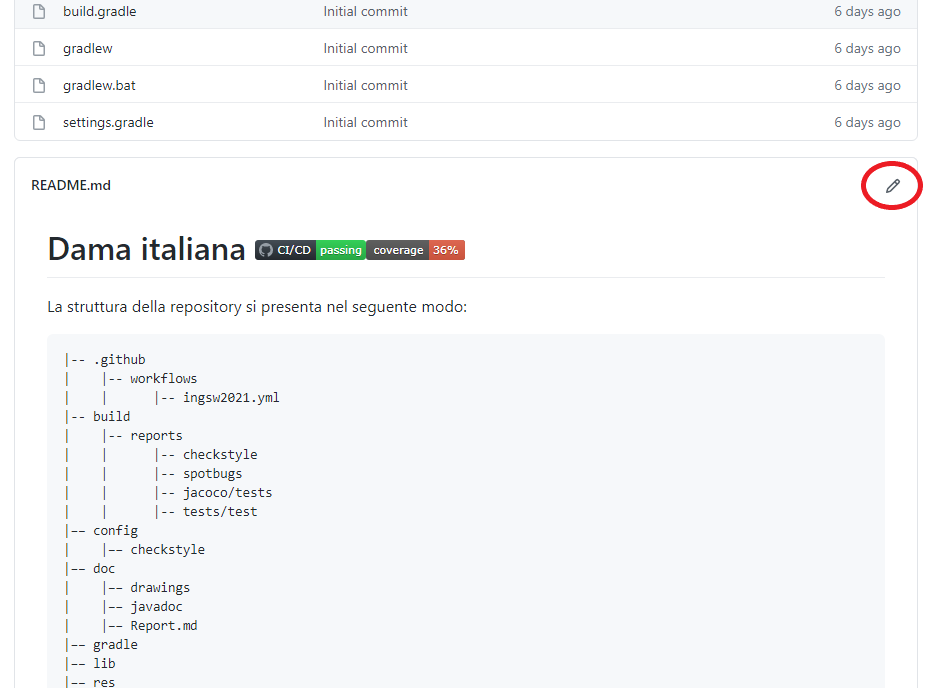 build.gradle Initial commit 6 days ago
gradlew Initial commit 6 days ago
gradlew.bat Initial commit 6 days ago
settings.gradle Initial commit 6 days ago
README.md
Dama italiana CI/CD passing coverage 36%
La struttura della repository si presenta nel seguente modo:
|-- .github
|    |-- workflows
|    |      |-- ingsw2021.yml
|-- build
|    |-- reports
|    |      |-- checkstyle
|    |      |-- spotbugs
|    |      |-- jacoco/tests
|    |      |-- tests/test
|–– config
|    |–– checkstyle
|–– doc
|    |–– drawings
|    |–– javadoc
|    |–– Report.md
|–– gradle
|–– lib
|–– res